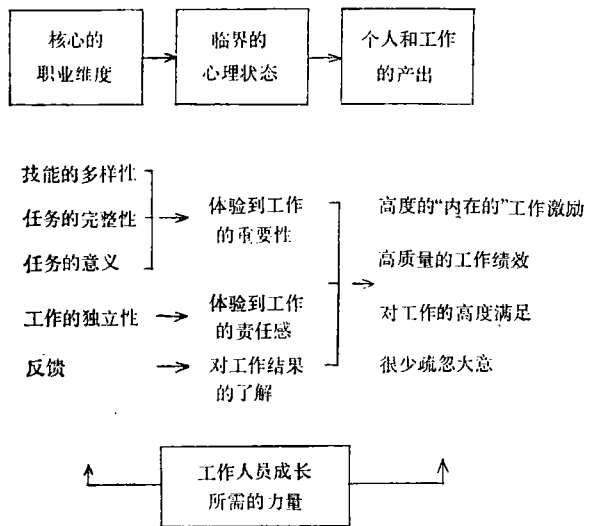 核心的
职业维度
临界的
心理状态
个人和工作
的产出
技能的多样性
任务的完整性
任务的意义
体验到工作
的重要性
工作的独立性
体验到工作
的责任感
反馈
对工作结果
的了解
高度的“内在的”工作激励
高质量的工作绩效
对工作的高度满足
很少疏忽大意
工作人员成长
所需的力量